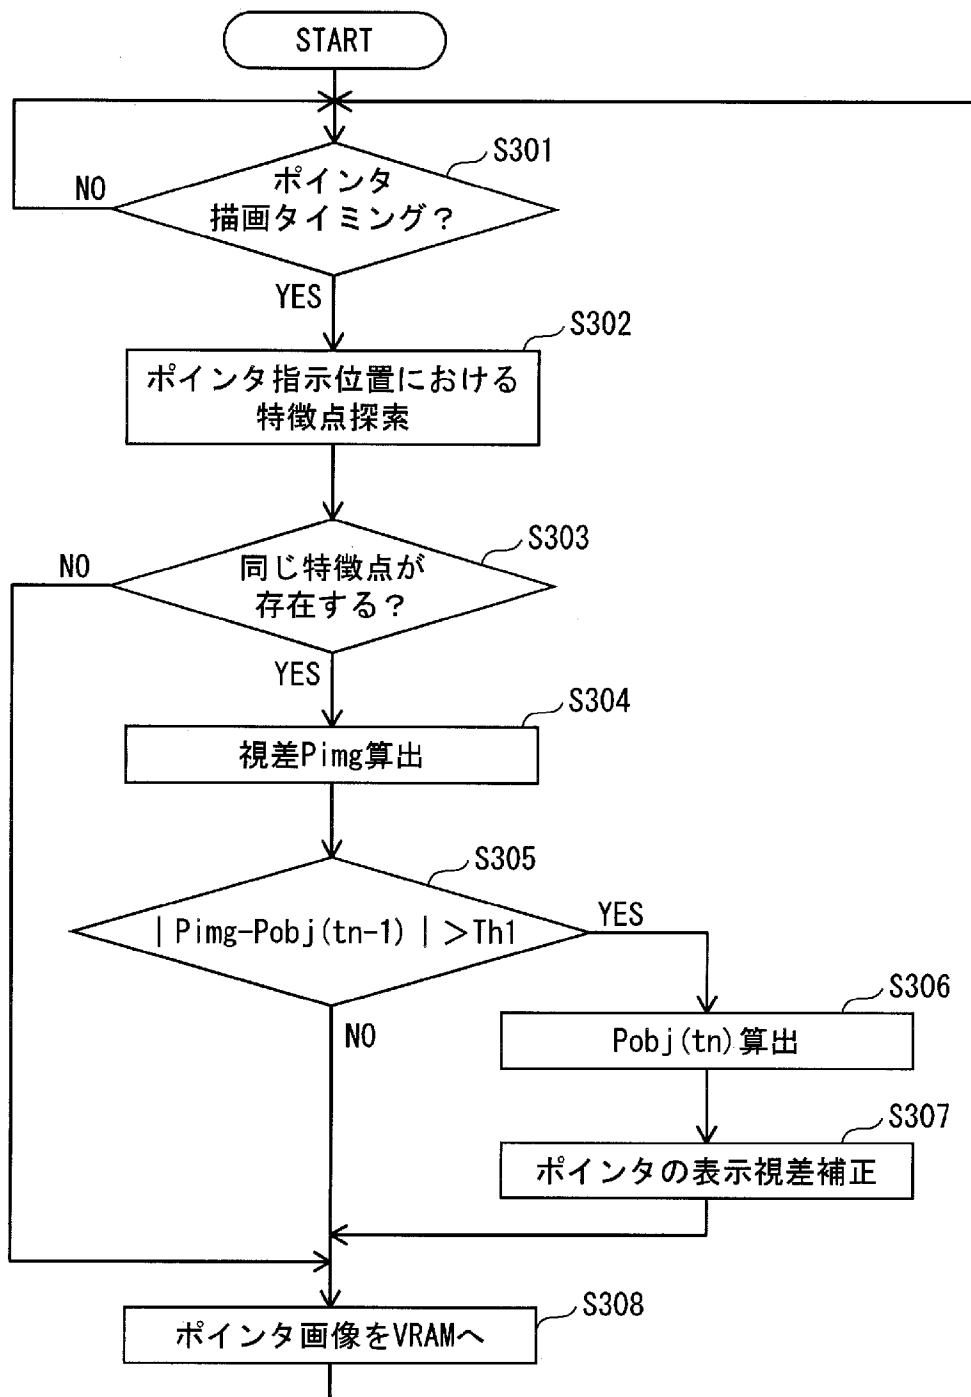 START
S301
ポインタ
描画タイミング?
NO
YES
S302
ポインタ指示位置における
特徴点探索
S303
同じ特徴点が
存在する?
NO
YES
S304
視差Pimg算出
S305
|Pimg-Pobj(tn-1)|>Th1
YES
NO
S306
Pobj(tn)算出
S307
ポインタの表示視差補正
S308
ポインタ画像をVRAMへ